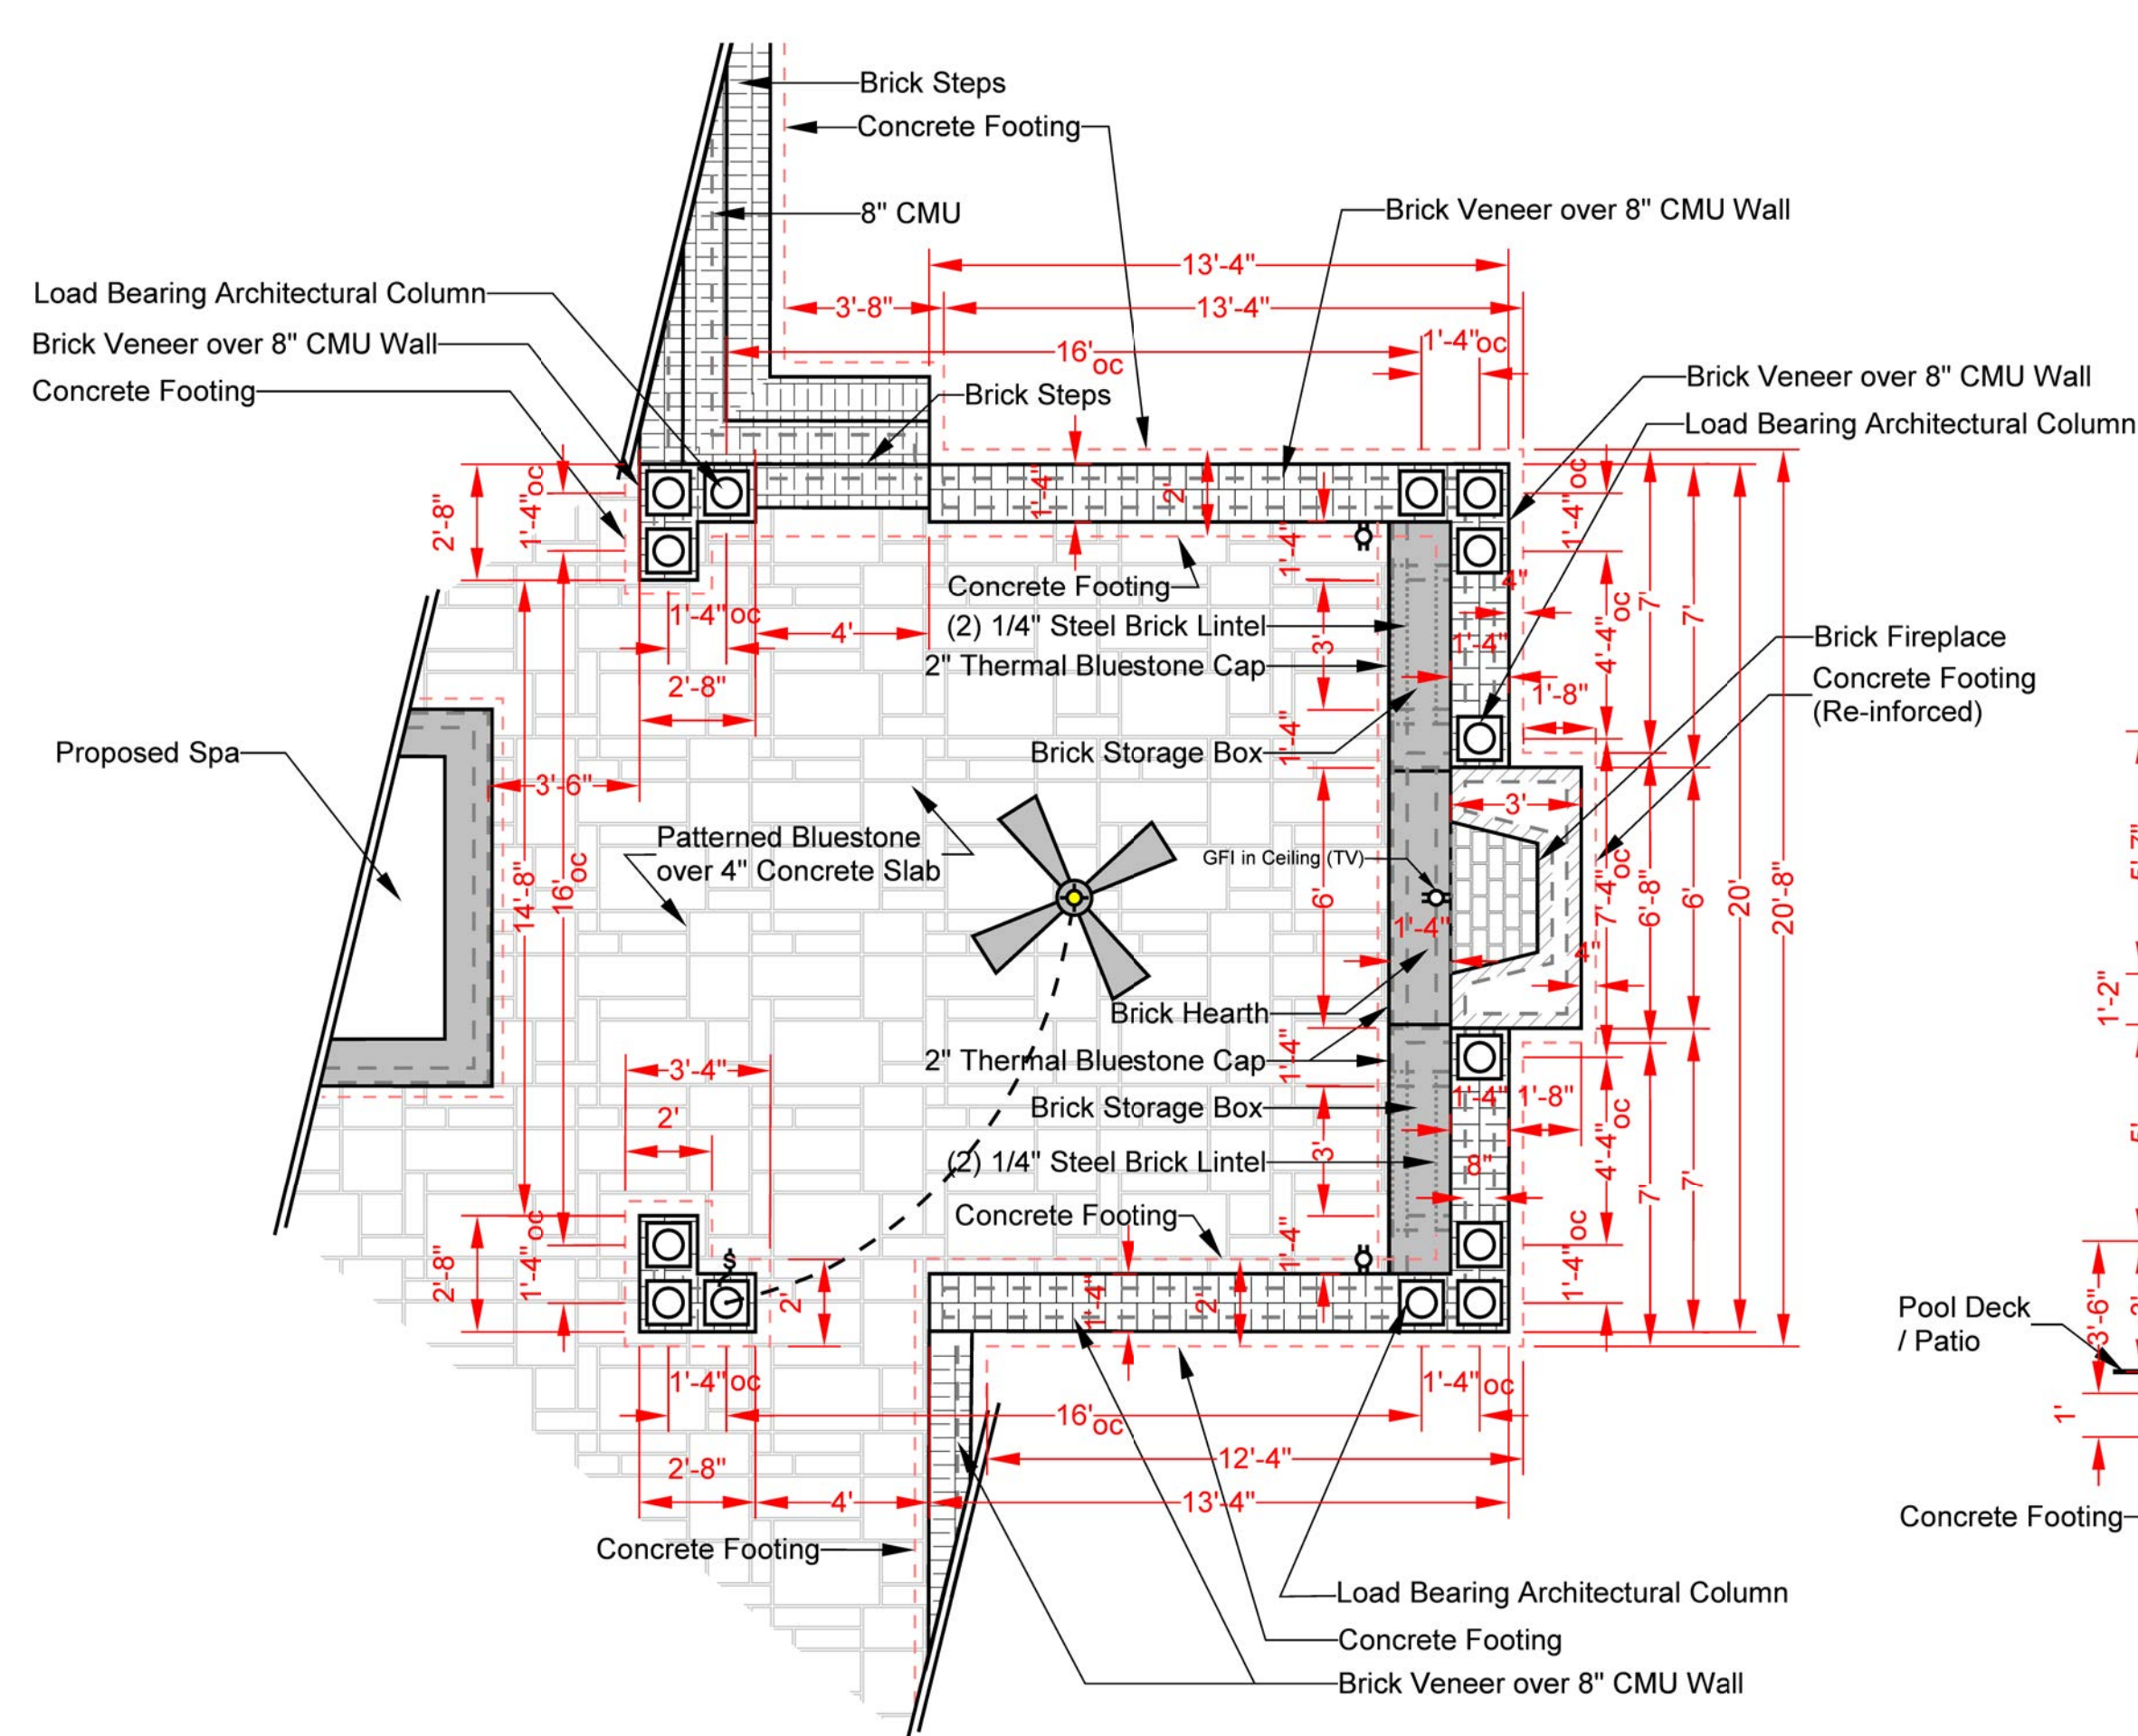 Brick Steps
Concrete Footing
8" CMU
Brick Veneer over 8" CMU Wall
13'-4"
Load Bearing Architectural Column
3'-8"
13'-4"
Brick Veneer over 8" CMU Wall
16' oc
1'-4" oc
Concrete Footing
Brick Steps
Brick Veneer over 8" CMU Wall
Load Bearing Architectural Column
2'-8"
1'-4" oc
1'-4"
2'
1'-4" oc
Concrete Footing
1'-4"
4"
(2) 1/4" Steel Brick Lintel
1'-4" oc
4'
3'
1'-4"
4'-4" oc
7'
7'
Brick Fireplace
2" Thermal Bluestone Cap
2'-8"
1'-8"
Concrete Footing
(Re-inforced)
Proposed Spa
Brick Storage Box
1'-4"
3'-6"
3'
Patterned Bluestone
over 4" Concrete Slab
GFI in Ceiling (TV)
14'-8"
16' oc
6'
1'-4"
4"
7'-4" oc
6'-8"
6'
20'
20'-8"
5'-7"
Brick Hearth
1'-2"
2" Thermal Bluestone Cap
1'-4"
3'-4"
2'
Brick Storage Box
1'-4"
1'-8"
4'-4" oc
7'
7'
5'
(2) 1/4" Steel Brick Lintel
3'
8"
Concrete Footing
1'-4"
2'-8"
1'-4" oc
$
2'
1'-4"
2'
1'-4" oc
Pool Deck
/ Patio
3'-6"
1'-4" oc
1'-4" oc
1'
16' oc
12'-4"
2'-8"
4'
13'-4"
Concrete Footing
Concrete Footing
Load Bearing Architectural Column
Concrete Footing
Brick Veneer over 8" CMU Wall